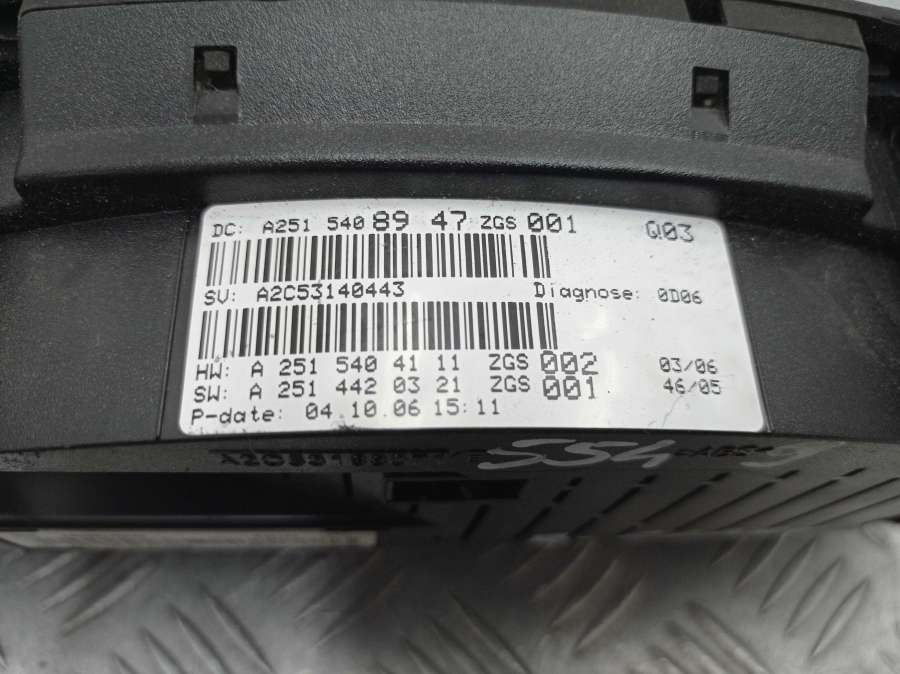 DC: A251 540 89 47 ZGS 001 Q03
SV: A2C53140443 Diagnose: 0D06
HW: A 251 540 41 11 ZGS 002 03/06
SW: A 251 442 03 21 ZGS 001 46/05
P-date: 04.10.06 15:11